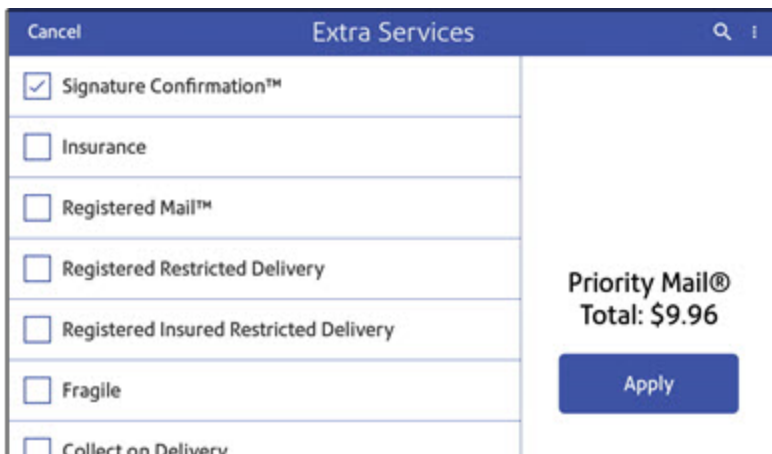 Cancel
Extra Services
Signature Confirmation™
Insurance
Registered Mail™
Registered Restricted Delivery
Registered Insured Restricted Delivery
Fragile
Collect on Delivery
Priority Mail®
Total: $9.96
Apply